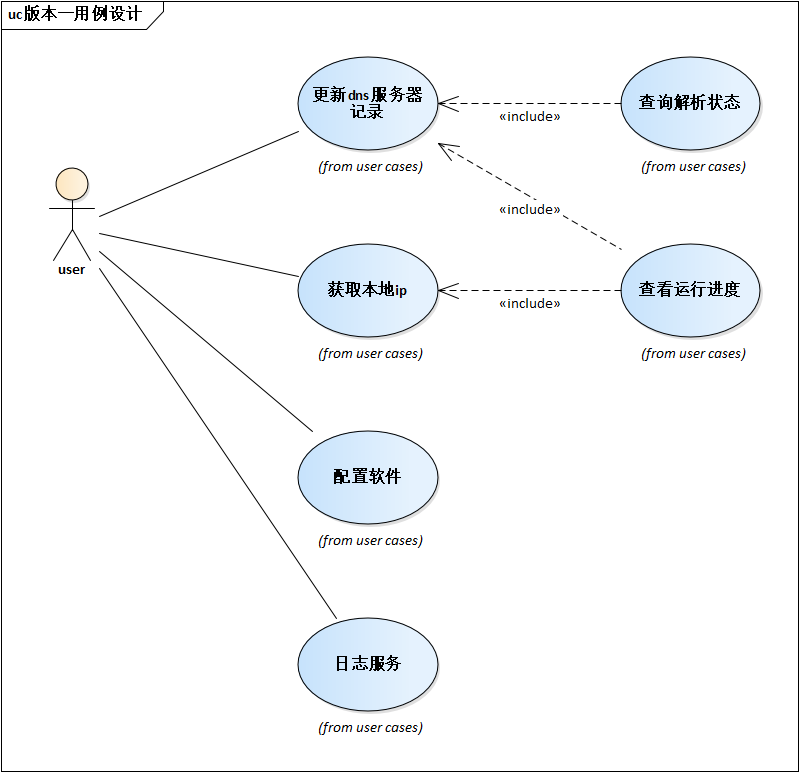 uc版本一用例设计
更新dns服务器
记录
查询解析状态
«include»
(from user cases)
(from user cases)
«include»
user
获取本地ip
查看运行进度
«include»
(from user cases)
(from user cases)
配置软件
(from user cases)
日志服务
(from user cases)